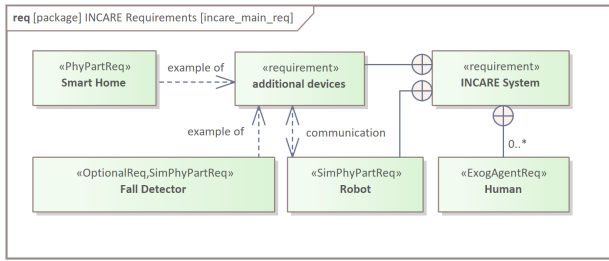 req [package] INCARE Requirements [incare_main_req]
«PhyPartReq»
Smart Home
example of
«requirement»
additional devices
«requirement»
INCARE System
example of
communication
0..*
«OptionalReq,SimPhyPartReq»
Fall Detector
«SimPhyPartReq»
Robot
«ExogAgentReq»
Human